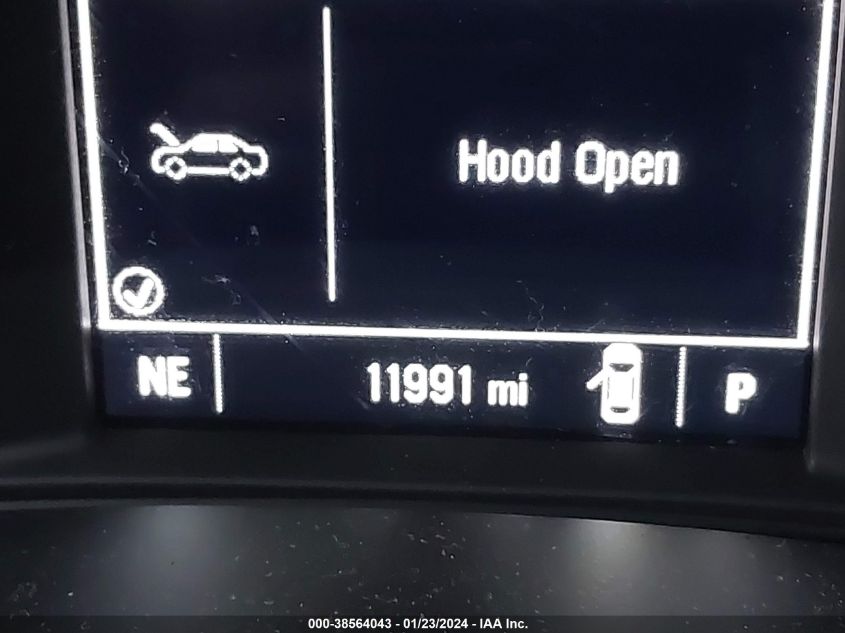 Hood Open
NE 11991 mi P
000-38564043 - 01/23/2024 - IAA Inc.